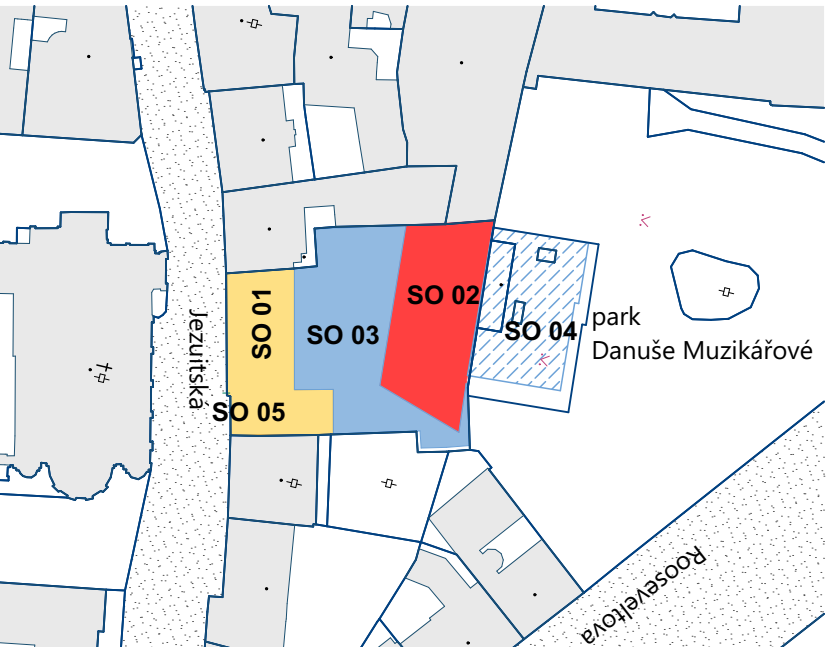 SO 01
SO 02
SO 03
SO 04
SO 05
Jezuitská
park
Danuše Muzikářové
Rooseveltova